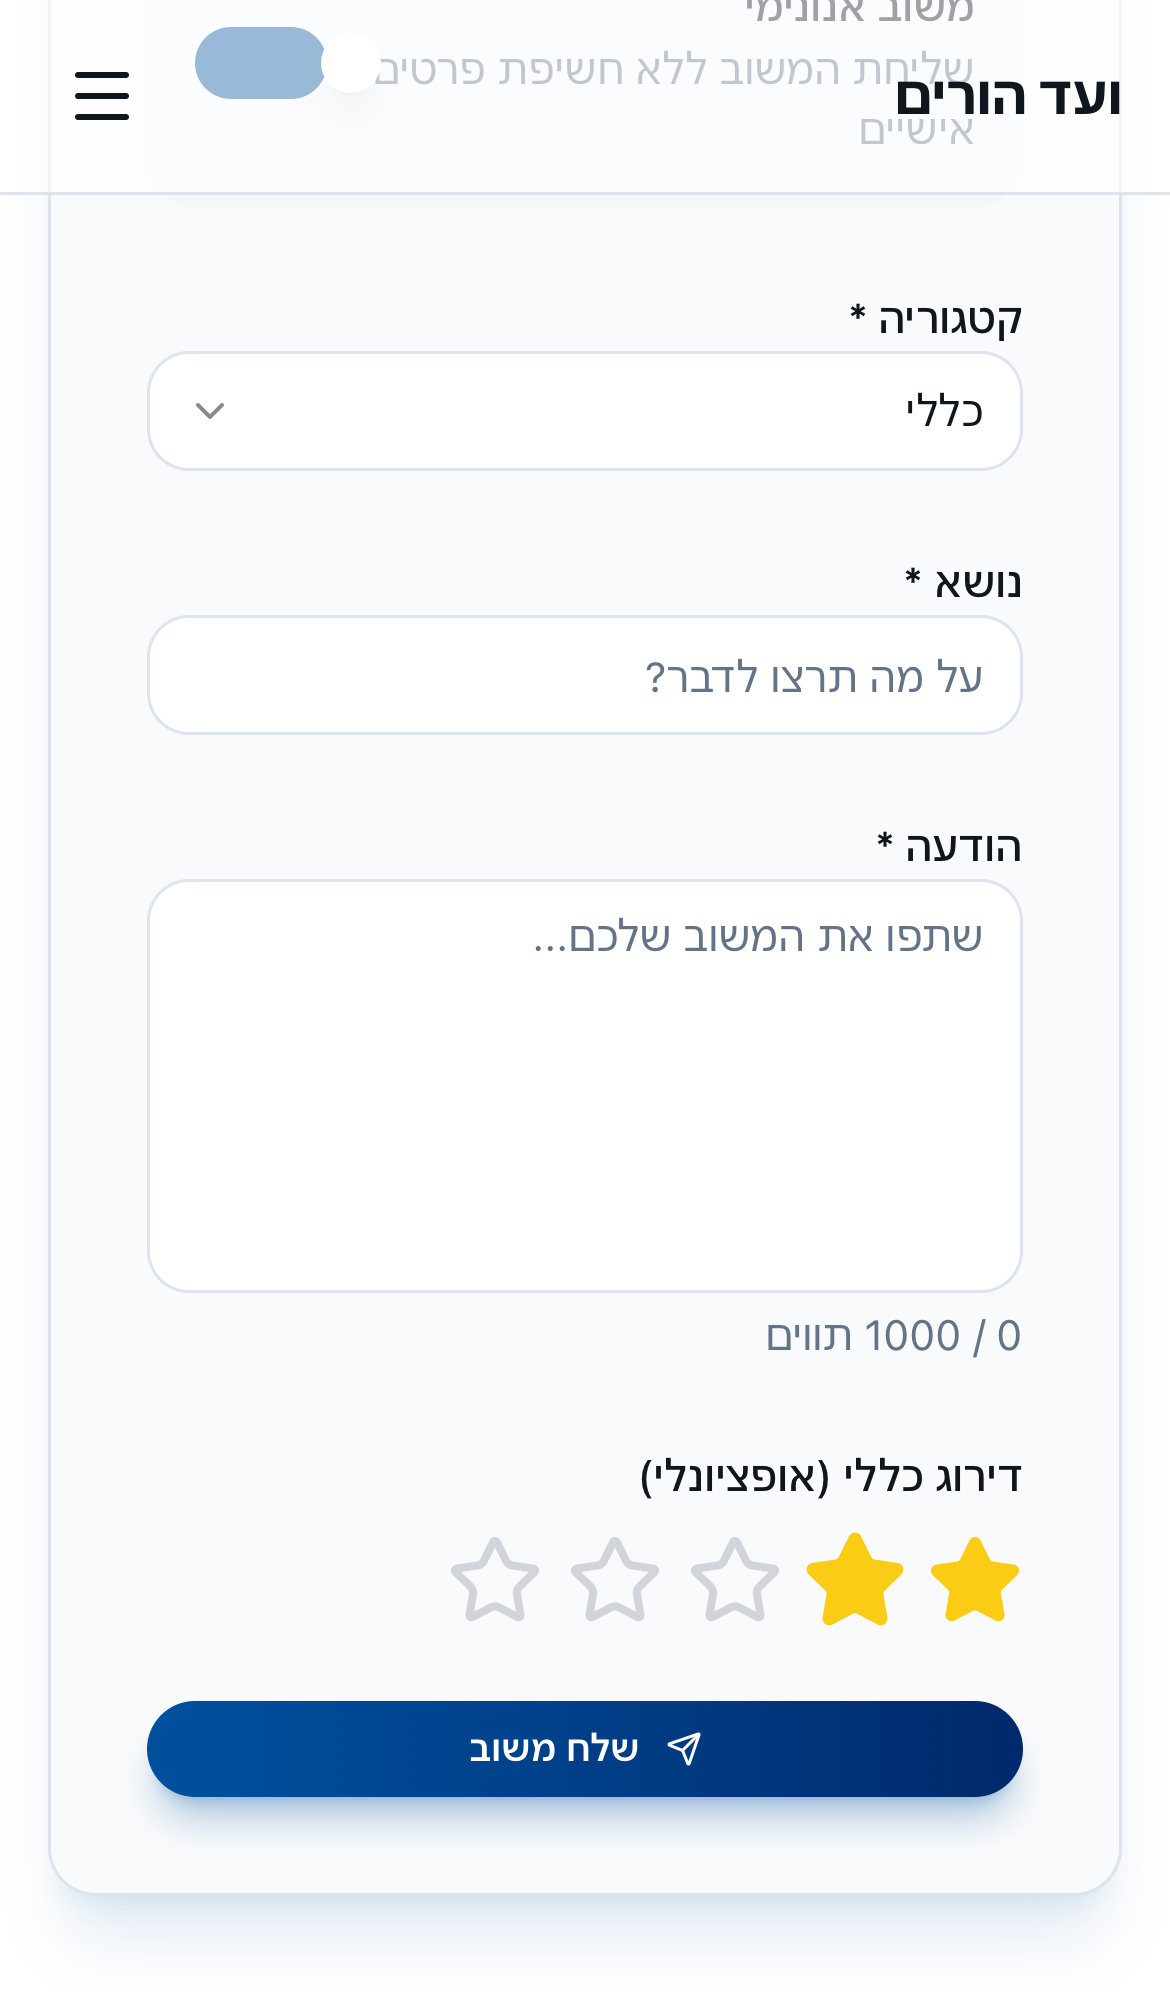 משוב אנונימי
שליחת המשוב ללא חשיפת פרטים
אישיים
ועד הורים
קטגוריה *
כללי
נושא *
על מה תרצו לדבר?
הודעה *
שתפו את המשוב שלכם...
0 / 1000 תווים
דירוג כללי (אופציונלי)
שלח משוב